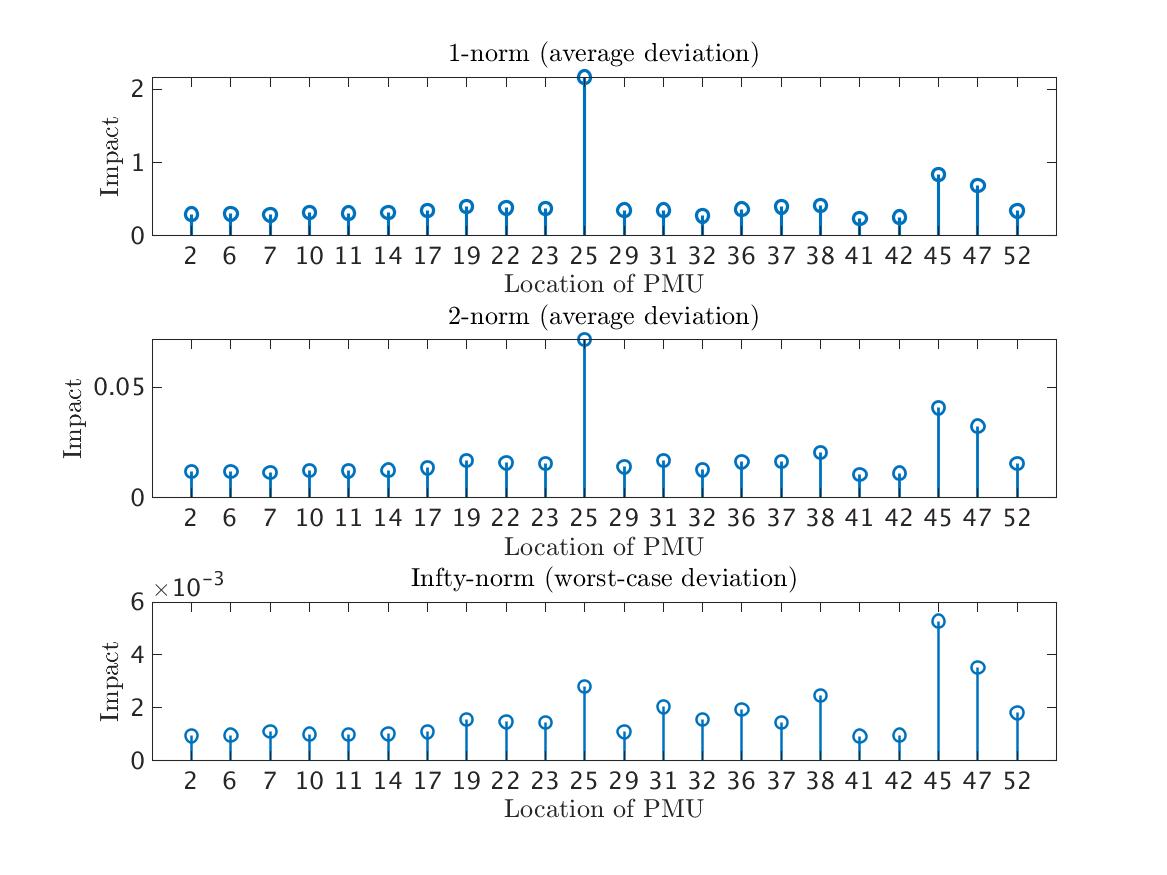 1-norm (average deviation)
2
1
0
Impact
2 6 7 10 11 14 17 19 22 23 25 29 31 32 36 37 38 41 42 45 47 52
Location of PMU
2-norm (average deviation)
0.05
0
Impact
2 6 7 10 11 14 17 19 22 23 25 29 31 32 36 37 38 41 42 45 47 52
Location of PMU
Infty-norm (worst-case deviation)
×10⁻³
6
4
2
0
Impact
2 6 7 10 11 14 17 19 22 23 25 29 31 32 36 37 38 41 42 45 47 52
Location of PMU